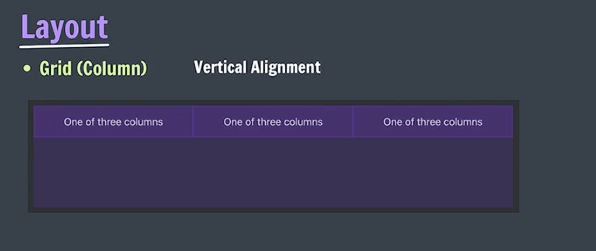 Layout
• Grid (Column) Vertical Alignment
One of three columns One of three columns One of three columns